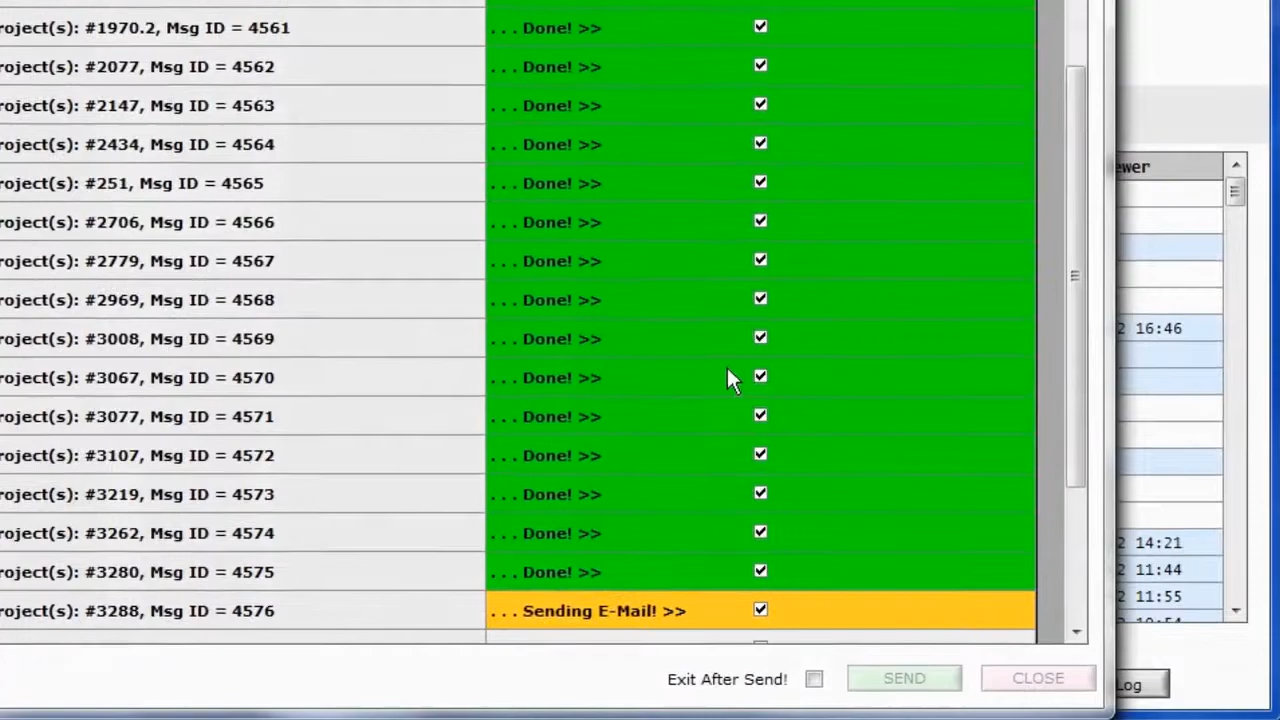 roject(s): #1970.2, Msg ID = 4561 . . . Done! >>
roject(s): #2077, Msg ID = 4562 . . . Done! >>
roject(s): #2147, Msg ID = 4563 . . . Done! >>
roject(s): #2434, Msg ID = 4564 . . . Done! >>
roject(s): #251, Msg ID = 4565 . . . Done! >>
roject(s): #2706, Msg ID = 4566 . . . Done! >>
roject(s): #2779, Msg ID = 4567 . . . Done! >>
roject(s): #2969, Msg ID = 4568 . . . Done! >>
roject(s): #3008, Msg ID = 4569 . . . Done! >>
roject(s): #3067, Msg ID = 4570 . . . Done! >>
roject(s): #3077, Msg ID = 4571 . . . Done! >>
roject(s): #3107, Msg ID = 4572 . . . Done! >>
roject(s): #3219, Msg ID = 4573 . . . Done! >>
roject(s): #3262, Msg ID = 4574 . . . Done! >>
roject(s): #3280, Msg ID = 4575 . . . Done! >>
roject(s): #3288, Msg ID = 4576 . . . Sending E-Mail! >>
Exit After Send! SEND CLOSE
ewer
2 16:46
2 14:21
2 11:44
2 11:55
Log